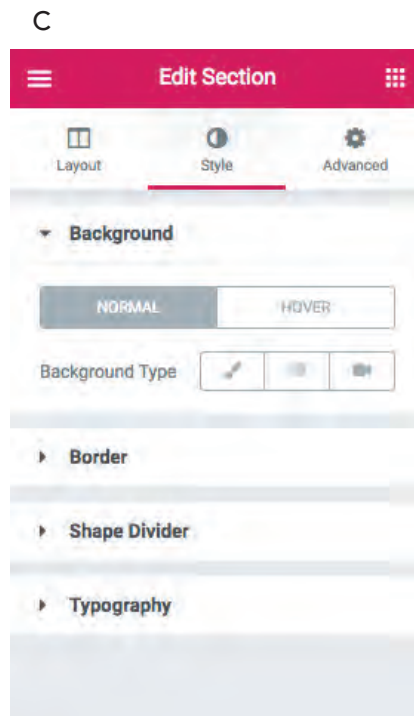 C
Edit Section
Layout Style Advanced
Background
NORMAL HOVER
Background Type
Border
Shape Divider
Typography